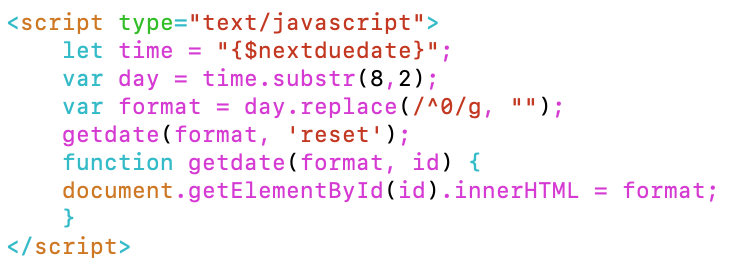 <script type="text/javascript">
    let time = "{$nextduedate}";
    var day = time.substr(8,2);
    var format = day.replace(/^0/g, "");
    getdate(format, 'reset');
    function getdate(format, id) {
    document.getElementById(id).innerHTML = format;
    }
</script>